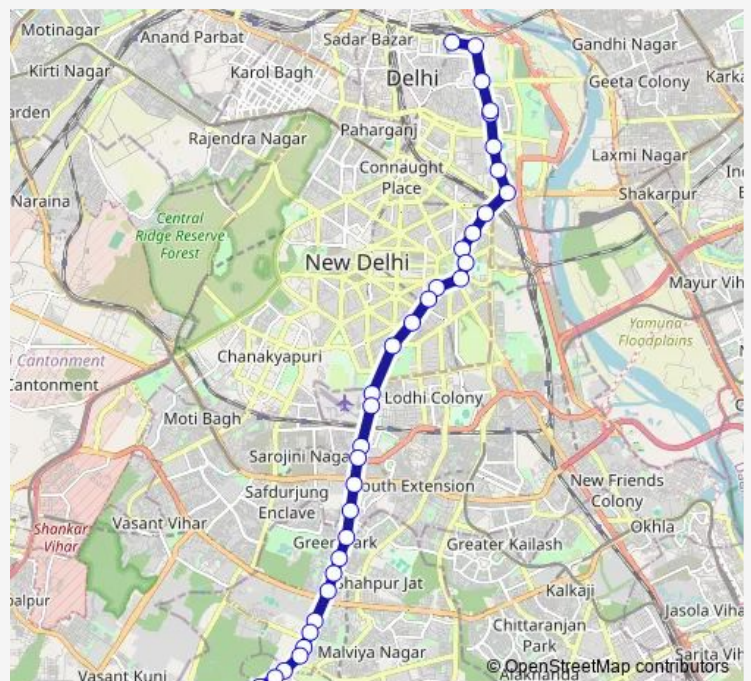 Motinagar
Anand Parbat
Sadar Bazar
Gandhi Nagar
Kirti Nagar
Karol Bagh
Delhi
Geeta Colony
Karka
arden
Rajendra Nagar
Paharganj
Laxmi Nagar
Connaught
Place
Shakarpur
Naraina
Central
Ridge Reserve
Forest
New Delhi
Mayur Vih
Yamuna
Floodplains
Chanakyapuri
Cantonment
Cantonment
Lodhi Colony
Moti Bagh
Sarojini Naga
South Extension
New Friends
Colony
Safdurjung
Enclave
Vasant Vihar
Okhla
Shankar
Vihar
Green Park
Greater Kailash
Shahpur Jat
Kalkaji
palpur
Jasola Viha
Chittaranjan
Park
Malviya Nagar
Sarita Vih
Vasant Kunj
Alaknanda
© OpenStreetMap contributors